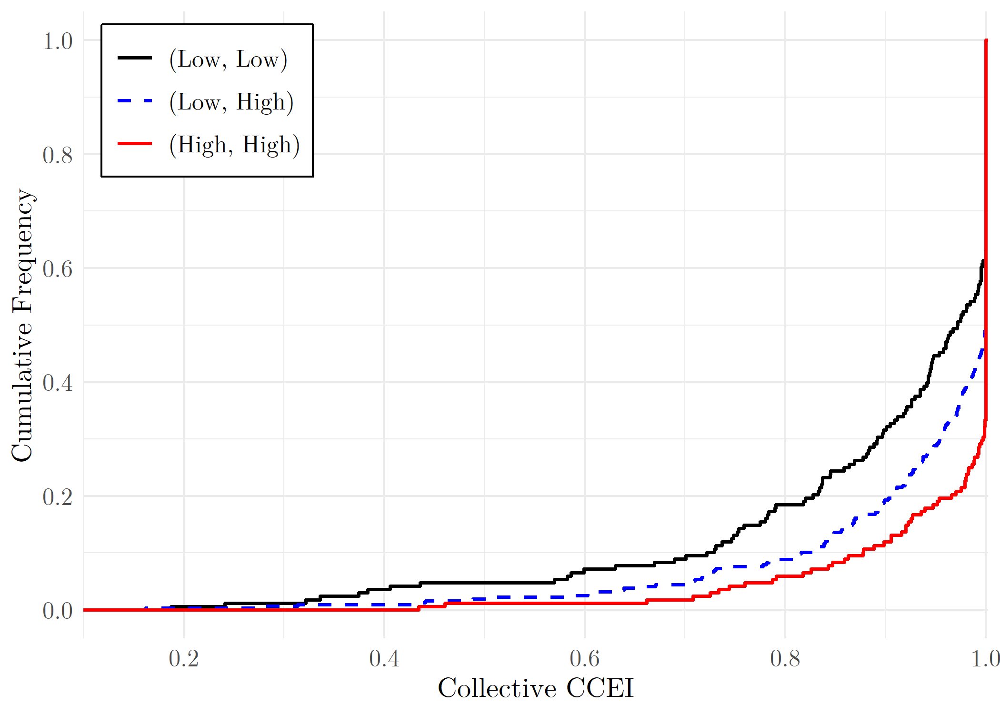 (Low, Low)
(Low, High)
(High, High)
1.0
0.8
0.6
0.4
0.2
0.0
Cumulative Frequency
0.2 0.4 0.6 0.8 1.0
Collective CCEI